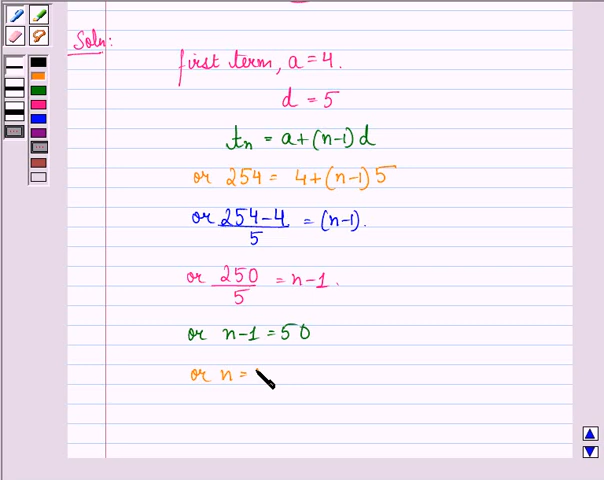 Soln:
first term, a = 4.
d = 5
tn = a + (n-1) d
or 254 = 4 + (n-1) 5
or 254-4/5 = (n-1).
or 250/5 = n-1.
or n-1 = 50
or n =